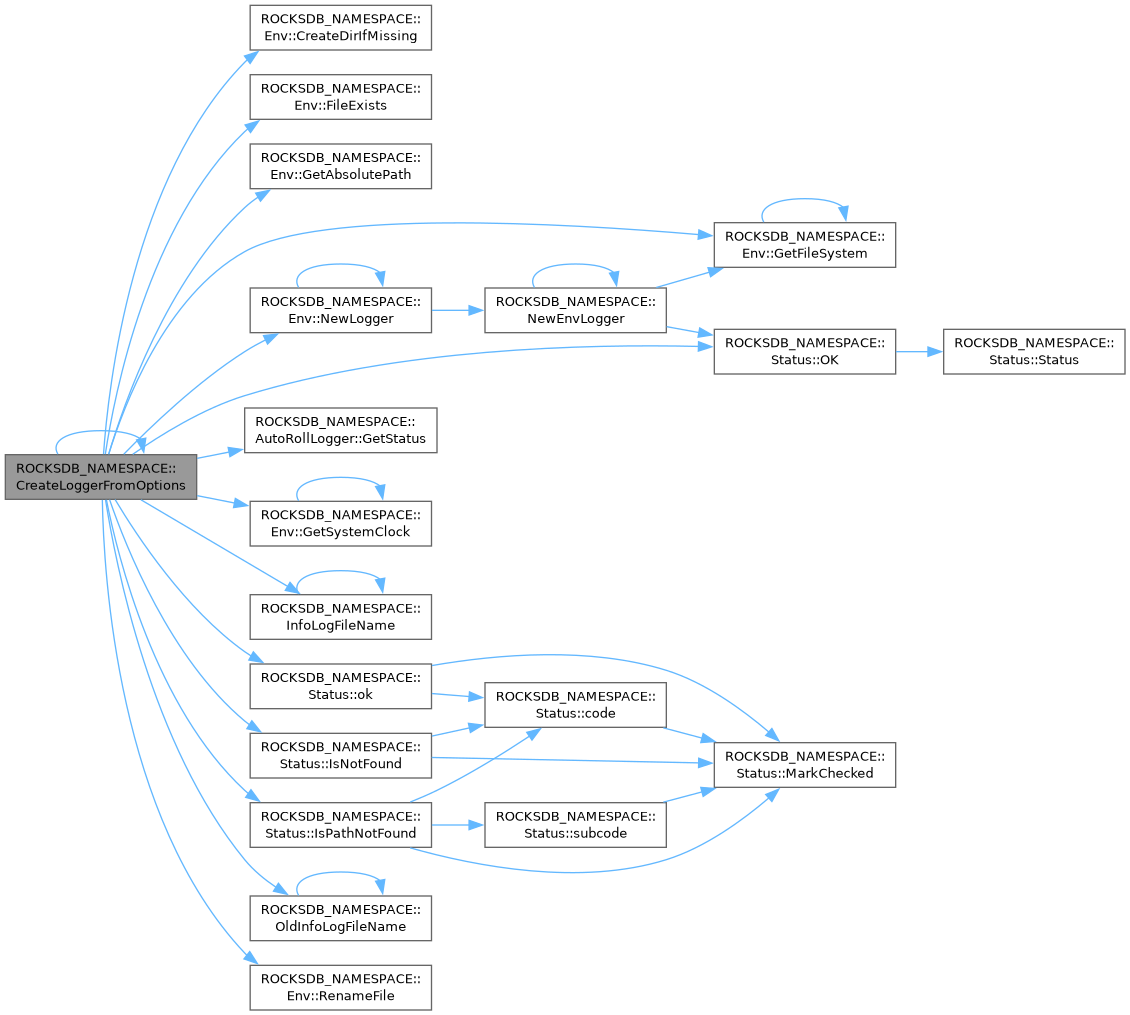 ROCKSDB_NAMESPACE::
CreateLoggerFromOptions
ROCKSDB_NAMESPACE::
Env::CreateDirIfMissing
ROCKSDB_NAMESPACE::
Env::FileExists
ROCKSDB_NAMESPACE::
Env::GetAbsolutePath
ROCKSDB_NAMESPACE::
Env::GetFileSystem
ROCKSDB_NAMESPACE::
Env::NewLogger
ROCKSDB_NAMESPACE::
NewEnvLogger
ROCKSDB_NAMESPACE::
Status::OK
ROCKSDB_NAMESPACE::
Status::Status
ROCKSDB_NAMESPACE::
AutoRollLogger::GetStatus
ROCKSDB_NAMESPACE::
Env::GetSystemClock
ROCKSDB_NAMESPACE::
InfoLogFileName
ROCKSDB_NAMESPACE::
Status::ok
ROCKSDB_NAMESPACE::
Status::code
ROCKSDB_NAMESPACE::
Status::IsNotFound
ROCKSDB_NAMESPACE::
Status::MarkChecked
ROCKSDB_NAMESPACE::
Status::IsPathNotFound
ROCKSDB_NAMESPACE::
Status::subcode
ROCKSDB_NAMESPACE::
OldInfoLogFileName
ROCKSDB_NAMESPACE::
Env::RenameFile